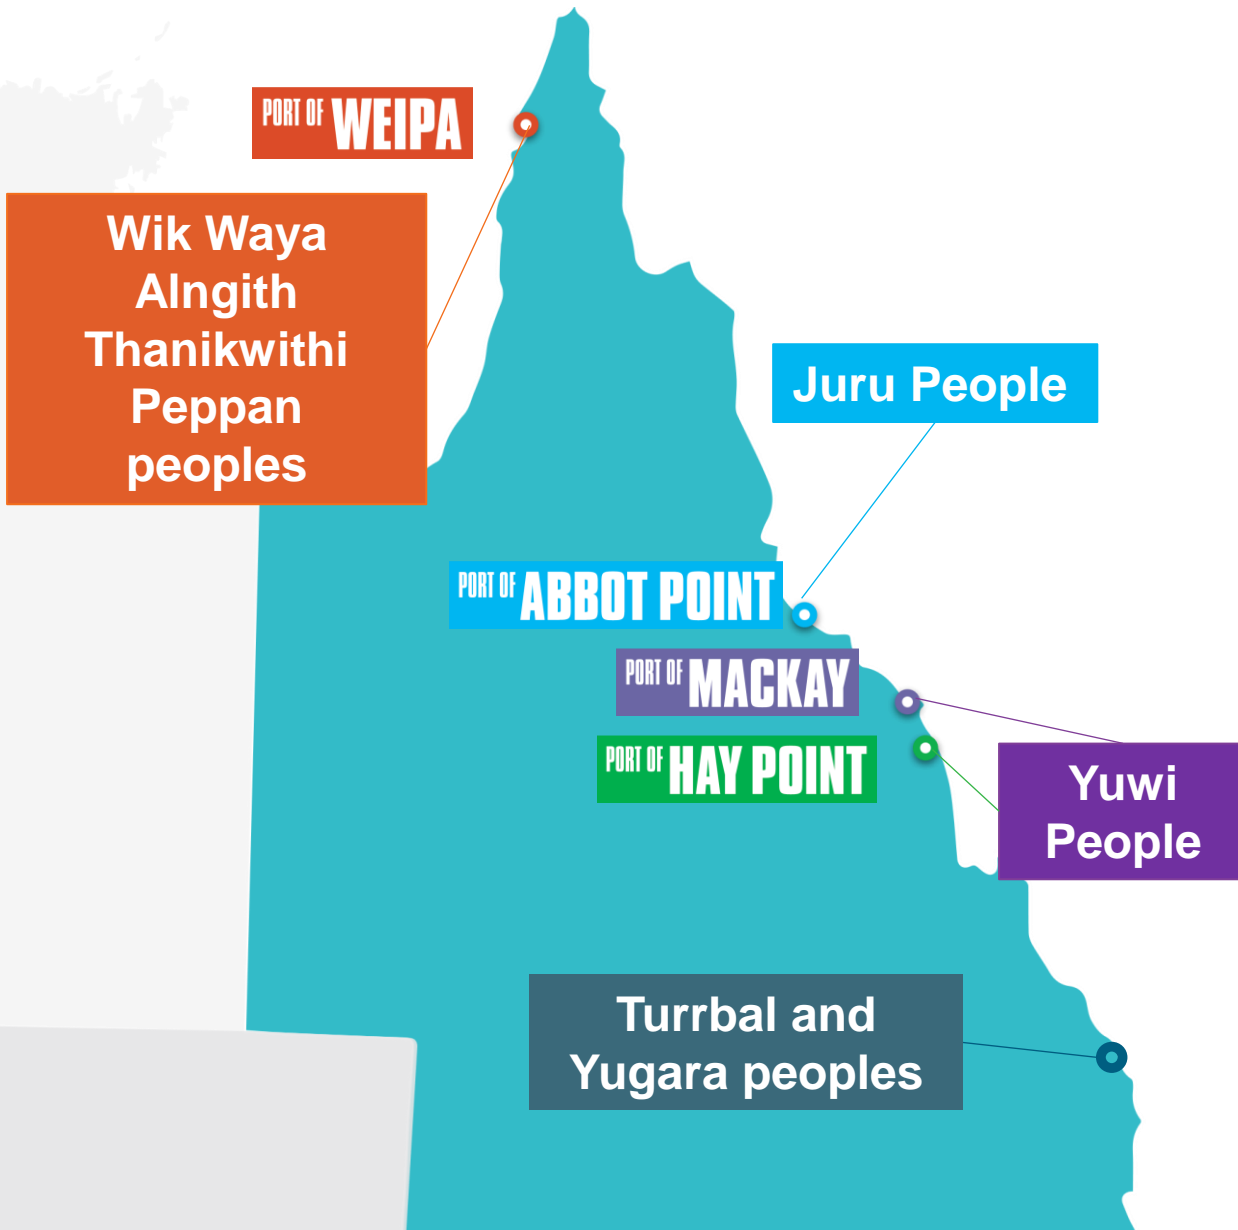 PORT OF WEIPA
Wik Waya
Alngith
Thanikwithi
Peppan
peoples
Juru People
PORT OF ABBOT POINT
PORT OF MACKAY
PORT OF HAY POINT
Yuwi
People
Turrbal and
Yugara peoples